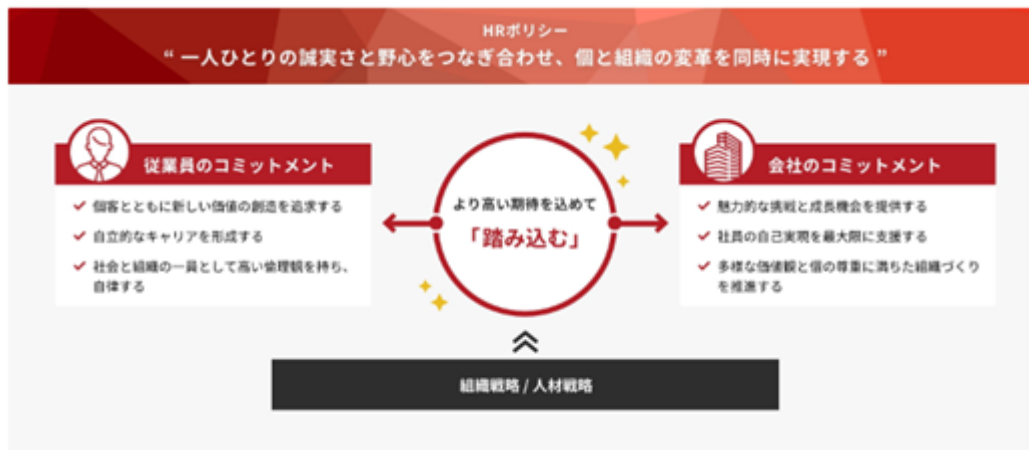 HRポリシー
“ 一人ひとりの誠実さと野心をつなぎ合わせ、個と組織の変革を同時に実現する ”
従業員のコミットメント
個客とともに新しい価値の創造を追求する
自立的なキャリアを形成する
社会と組織の一員として高い倫理観を持ち、
自律する
より高い期待を込めて
「踏み込む」
会社のコミットメント
魅力的な挑戦と成長機会を提供する
社員の自己実現を最大限に支援する
多様な価値観と個の尊重に満ちた組織づくり
を推進する
組織戦略 / 人材戦略